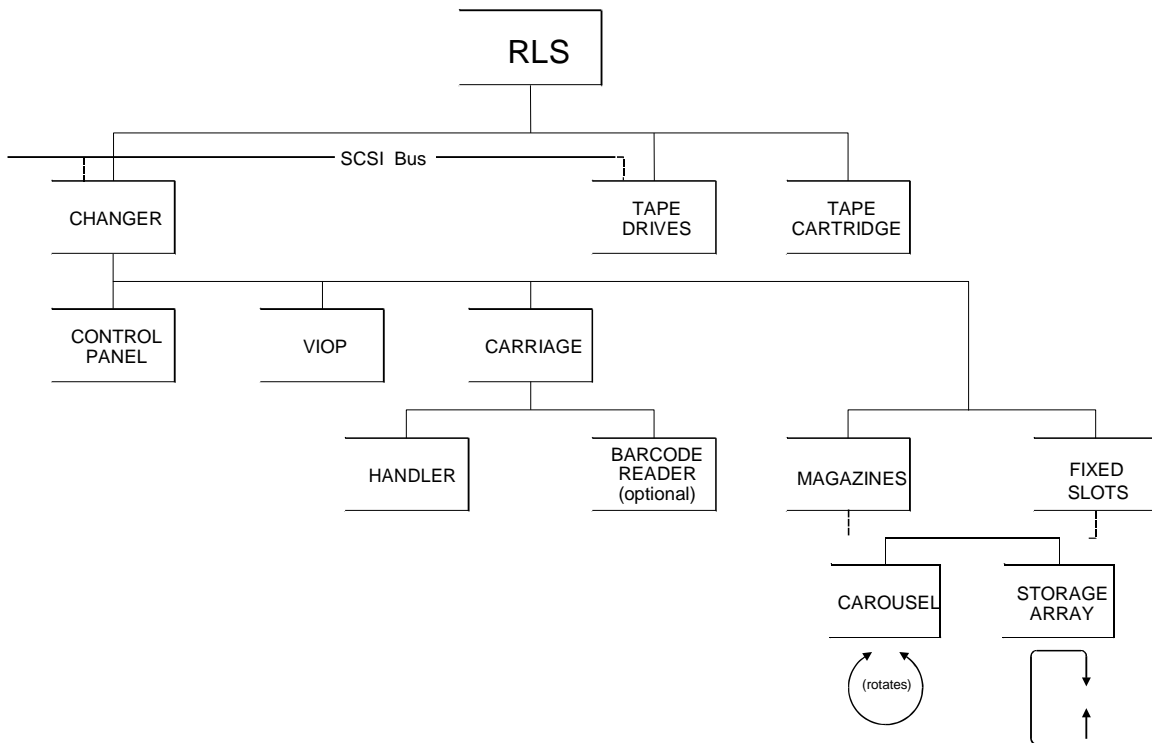 RLS
SCSI Bus
CHANGER
TAPE
DRIVES
TAPE
CARTRIDGE
CONTROL
PANEL
VIOP
CARRIAGE
HANDLER
BARCODE
READER
(optional)
MAGAZINES
FIXED
SLOTS
CAROUSEL
STORAGE
ARRAY
(rotates)